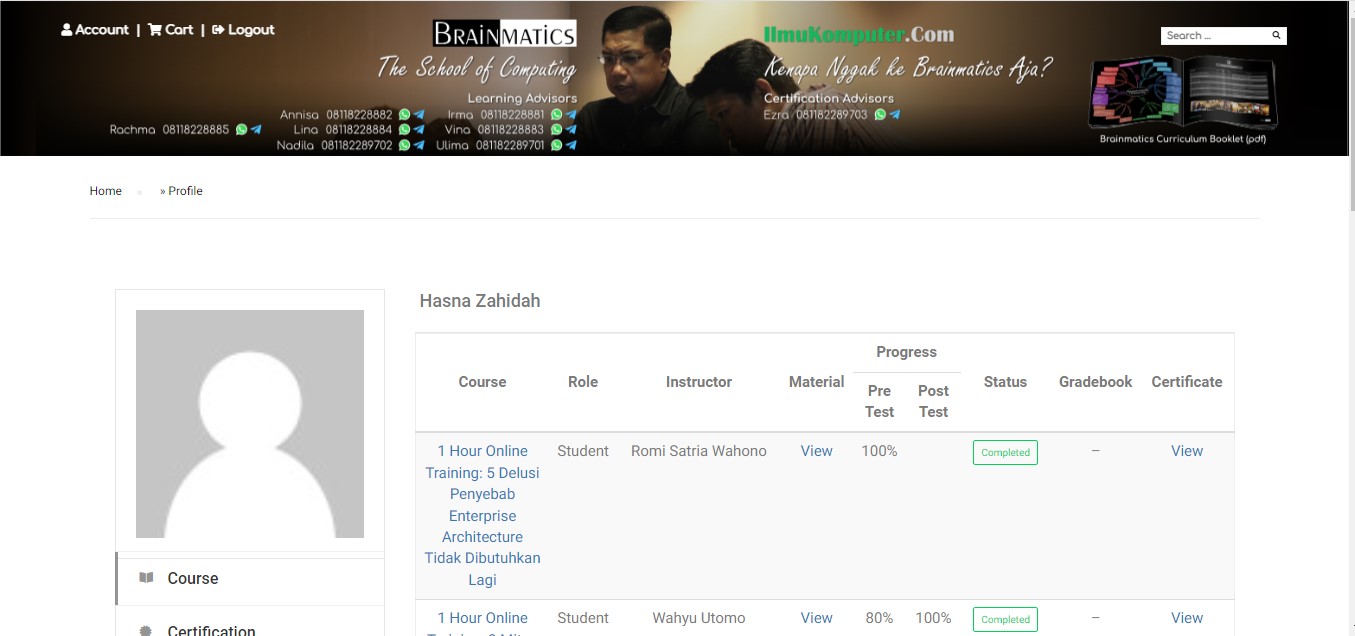 Account | Cart | Logout
BRAINMATICS
The School of Computing
Learning Advisors
Annisa 08118228882 Irma 08118228881
Rachma 08118228885 Lina 08118228884 Vina 08118228883
Nadila 081182289702 Ulima 081182289701
IlmuKomputer.Com
Kenapa Nggak ke Brainmatics Aja?
Certification Advisors
Ezra 081182289703
Search ...
Brainmatics Curriculum Booklet (pdf)
Home » Profile
Hasna Zahidah
Progress
Course Role Instructor Material Status Gradebook Certificate
Pre Post
Test Test
1 Hour Online Student Romi Satria Wahono View 100% Completed – View
Training: 5 Delusi
Penyebab
Enterprise
Architecture
Tidak Dibutuhkan
Lagi
1 Hour Online Student Wahyu Utomo View 80% 100% Completed – View
Course
Certification